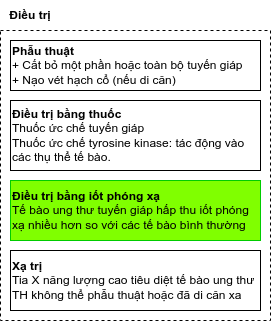 Điều trị
Phẫu thuật
+ Cắt bỏ một phần hoặc toàn bộ tuyến giáp
+ Nạo vét hạch cổ (nếu di căn)
Điều trị bằng thuốc
Thuốc ức chế tuyến giáp
Thuốc ức chế tyrosine kinase: tác động vào
các thụ thể tế bào.
Điều trị bằng iốt phóng xạ
Tế bào ung thư tuyến giáp hấp thu iốt phóng
xạ nhiều hơn so với các tế bào bình thường
Xạ trị
Tia X năng lượng cao tiêu diệt tế bào ung thư
TH không thể phẫu thuật hoặc đã di căn xa